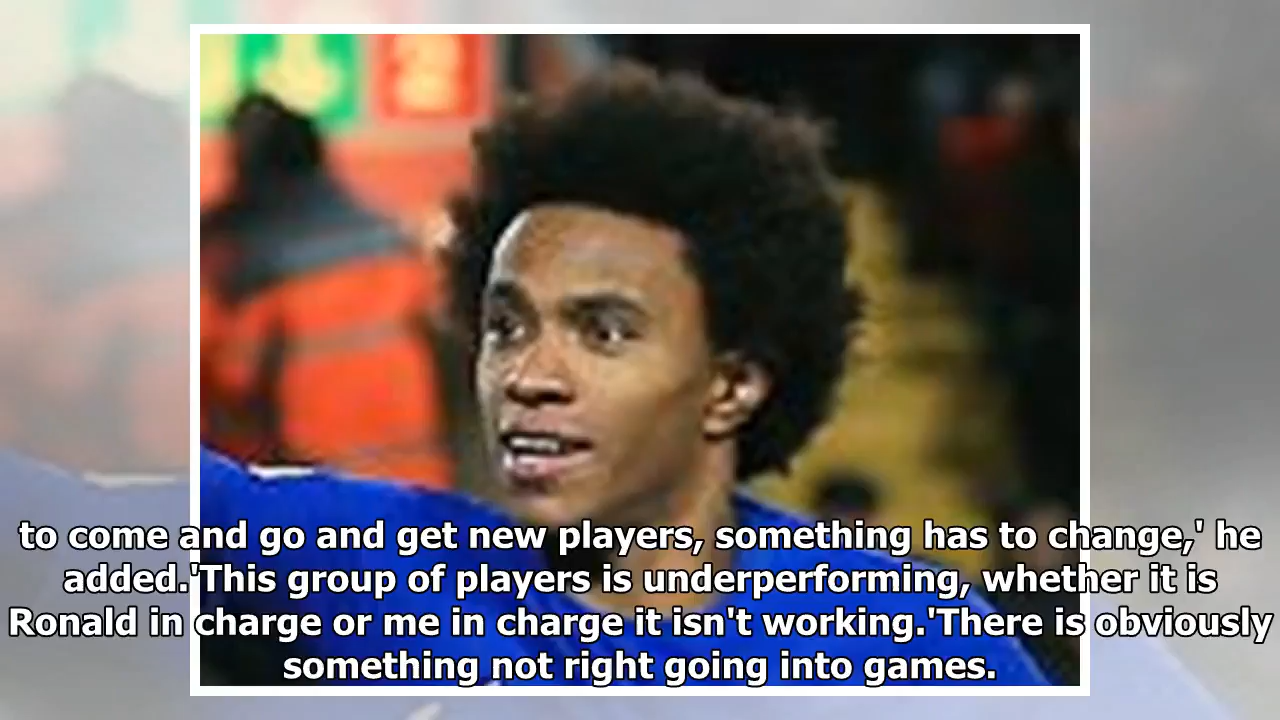 to come and go and get new players, something has to change,' he
added.'This group of players is underperforming, whether it is
Ronald in charge or me in charge it isn't working.'There is obviously
something not right going into games.